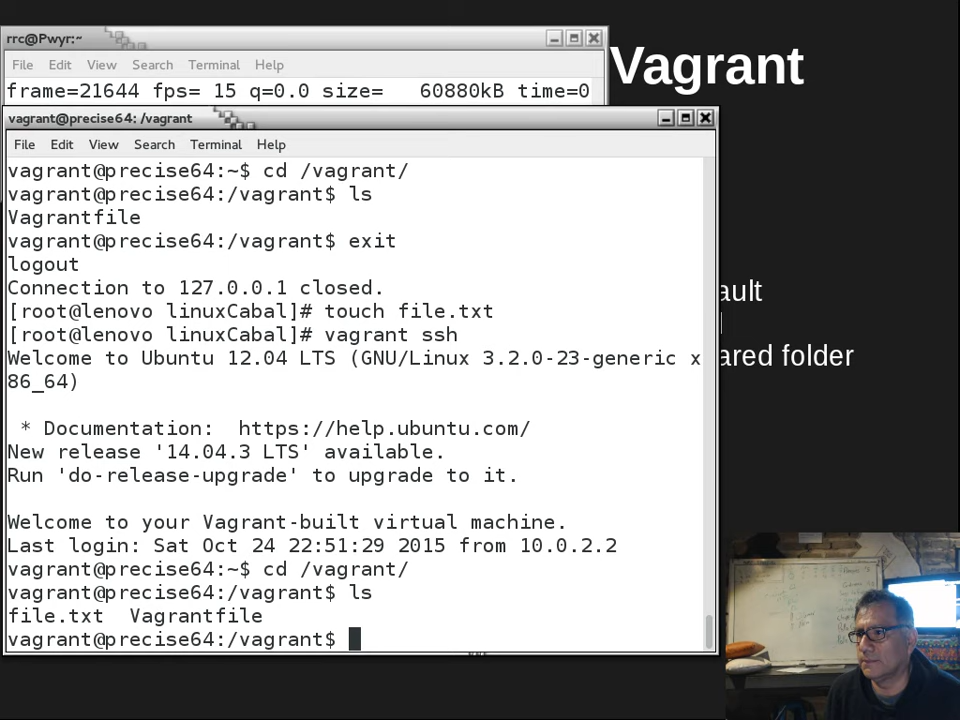 rrc@Pwyr:~
File Edit View Search Terminal Help
frame=21644 fps= 15 q=0.0 size=   60880kB time=0
Vagrant
vagrant@precise64: /vagrant
File Edit View Search Terminal Help
vagrant@precise64:~$ cd /vagrant/
vagrant@precise64:/vagrant$ ls
Vagrantfile
vagrant@precise64:/vagrant$ exit
logout
Connection to 127.0.0.1 closed.
[root@lenovo linuxCabal]# touch file.txt
[root@lenovo linuxCabal]# vagrant ssh
Welcome to Ubuntu 12.04 LTS (GNU/Linux 3.2.0-23-generic x
86_64)
 * Documentation:  https://help.ubuntu.com/
New release '14.04.3 LTS' available.
Run 'do-release-upgrade' to upgrade to it.
Welcome to your Vagrant-built virtual machine.
Last login: Sat Oct 24 22:51:29 2015 from 10.0.2.2
vagrant@precise64:~$ cd /vagrant/
vagrant@precise64:/vagrant$ ls
file.txt  Vagrantfile
vagrant@precise64:/vagrant$
ault
ared folder